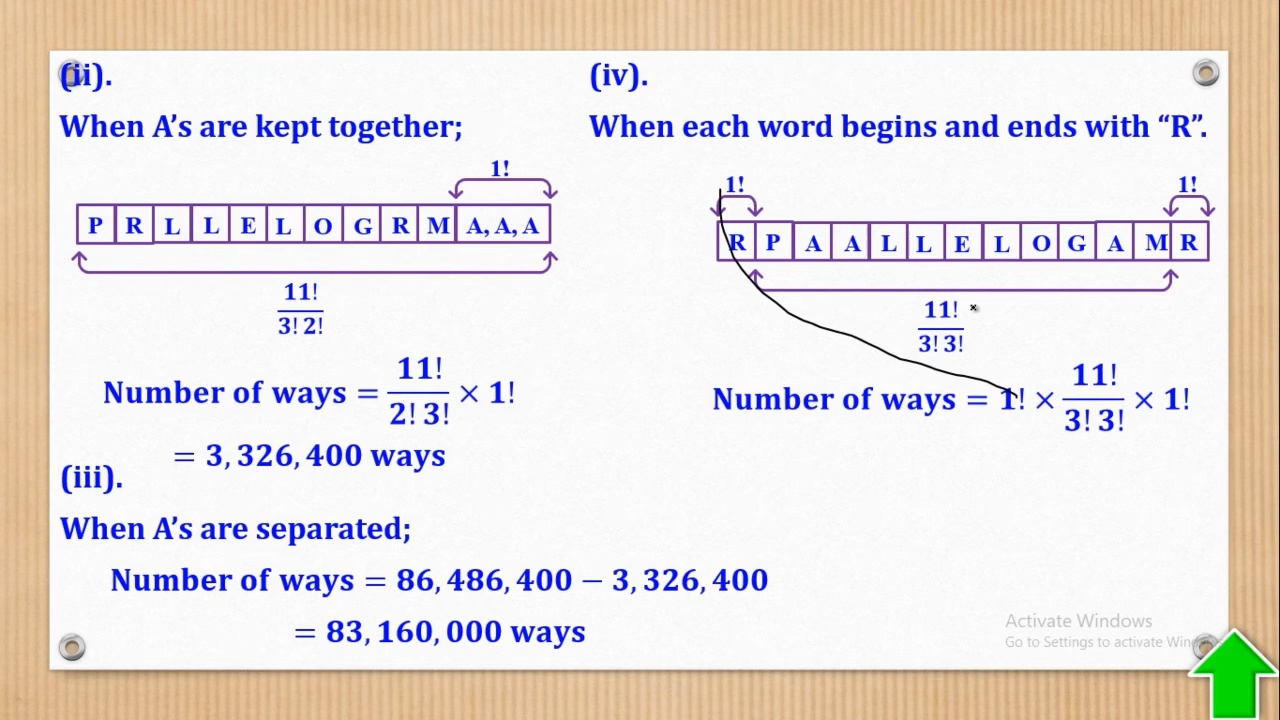 (ii).
When A's are kept together;
1!
P R L L E L O G R M A, A, A
11!
3! 2!
Number of ways = 11!/2! 3! × 1!
= 3, 326, 400 ways
(iii).
When A's are separated;
Number of ways = 86, 486, 400 − 3, 326, 400
= 83, 160, 000 ways
(iv).
When each word begins and ends with “R”.
1! 1!
R P A A L L E L O G A M R
11!
3! 3!
Number of ways = 1! × 11!/3! 3! × 1!
Activate Windows
Go to Settings to activate Win